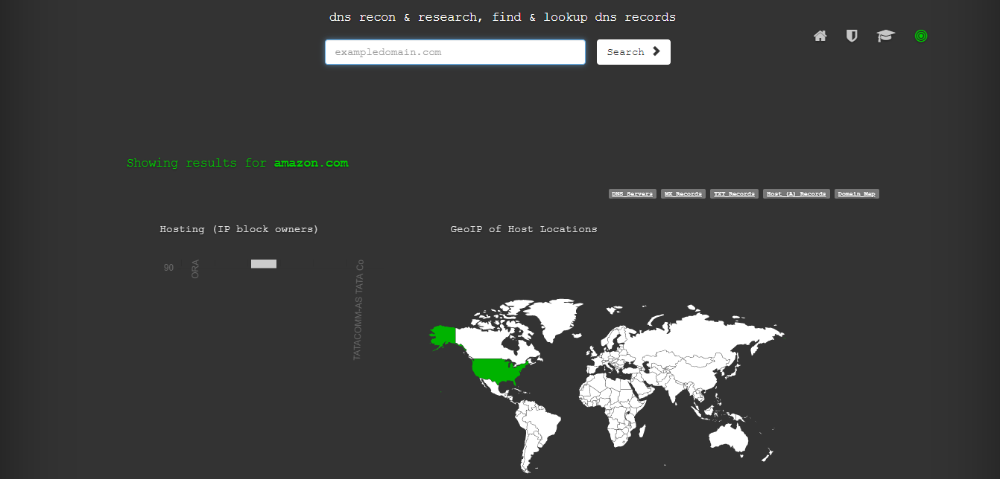 dns recon & research, find & lookup dns records
exampledomain.com
Search
Showing results for amazon.com
DNS Servers MX Records TXT Records Host (A) Records Domain Map
Hosting (IP block owners)
GeoIP of Host Locations
90
ORA
TATACOMM-AS TATA Co